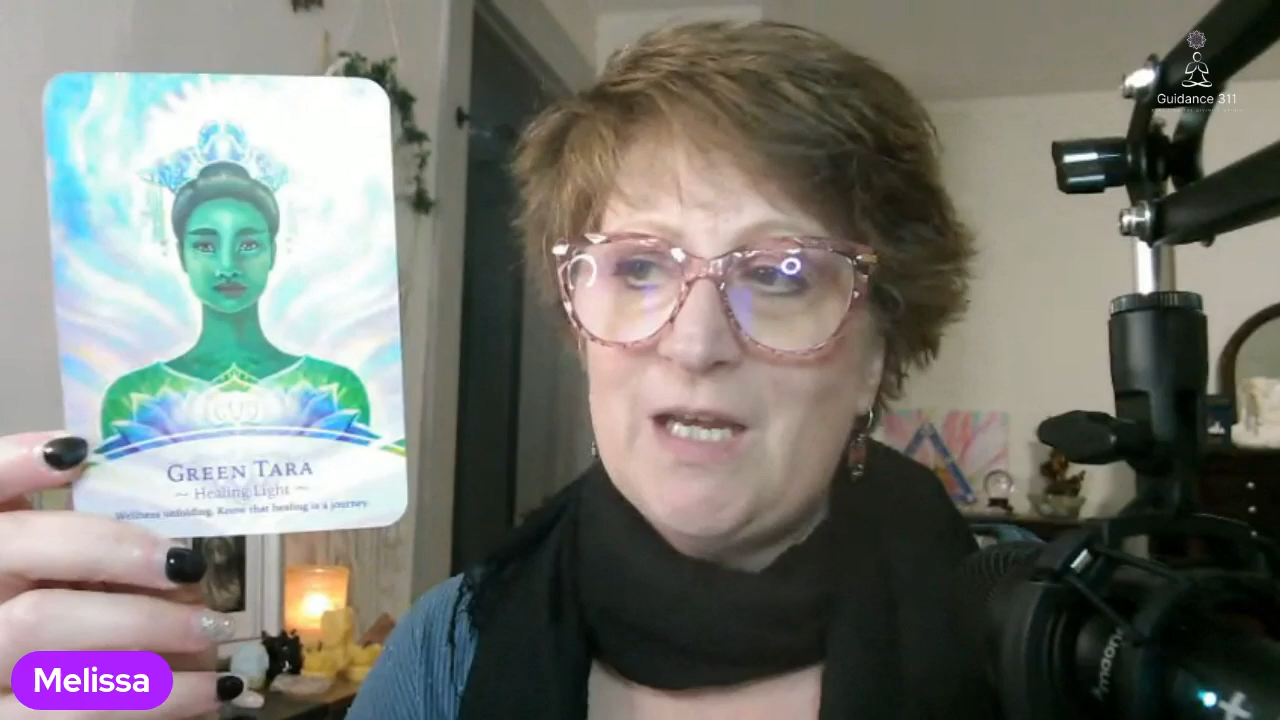 Guidance 311
GREEN TARA
~ Healing Light ~
Wellness unfolding. Know that healing is a journey.
Melissa